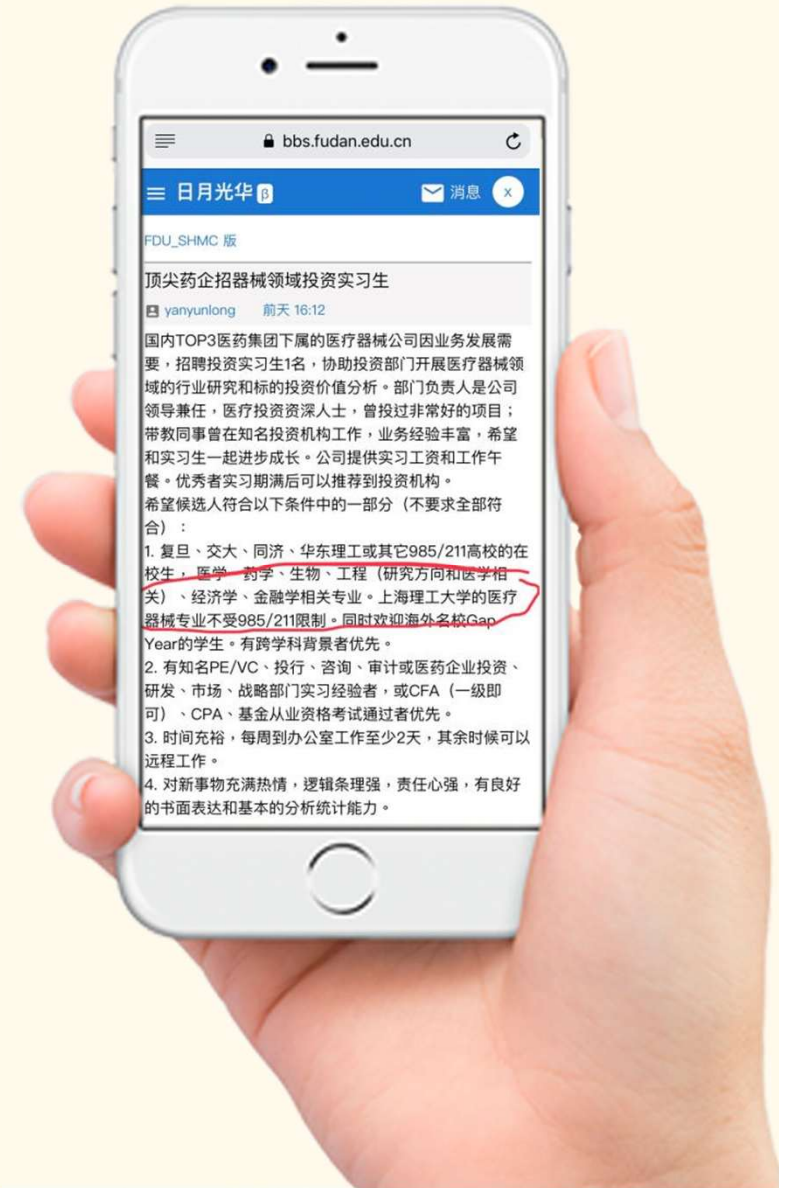 bbs.fudan.edu.cn
日月光华 β 消息 x
FDU_SHMC 版
顶尖药企招器械领域投资实习生
yanyunlong 前天 16:12
国内TOP3医药集团下属的医疗器械公司因业务发展需
要，招聘投资实习生1名，协助投资部门开展医疗器械领
域的行业研究和标的投资价值分析。部门负责人是公司
领导兼任，医疗投资资深人士，曾投过非常好的项目；
带教同事曾在知名投资机构工作，业务经验丰富，希望
和实习生一起进步成长。公司提供实习工资和工作午
餐。优秀者实习期满后可以推荐到投资机构。
希望候选人符合以下条件中的一部分（不要求全部符
合）：
1. 复旦、交大、同济、华东理工或其它985/211高校的在
校生，医学、药学、生物、工程（研究方向和医学相
关）、经济学、金融学相关专业。上海理工大学的医疗
器械专业不受985/211限制。同时欢迎海外名校Gap
Year的学生。有跨学科背景者优先。
2. 有知名PE/VC、投行、咨询、审计或医药企业投资、
研发、市场、战略部门实习经验者，或CFA（一级即
可）、CPA、基金从业资格考试通过者优先。
3. 时间充裕，每周到办公室工作至少2天，其余时候可以
远程工作。
4. 对新事物充满热情，逻辑条理强，责任心强，有良好
的书面表达和基本的分析统计能力。